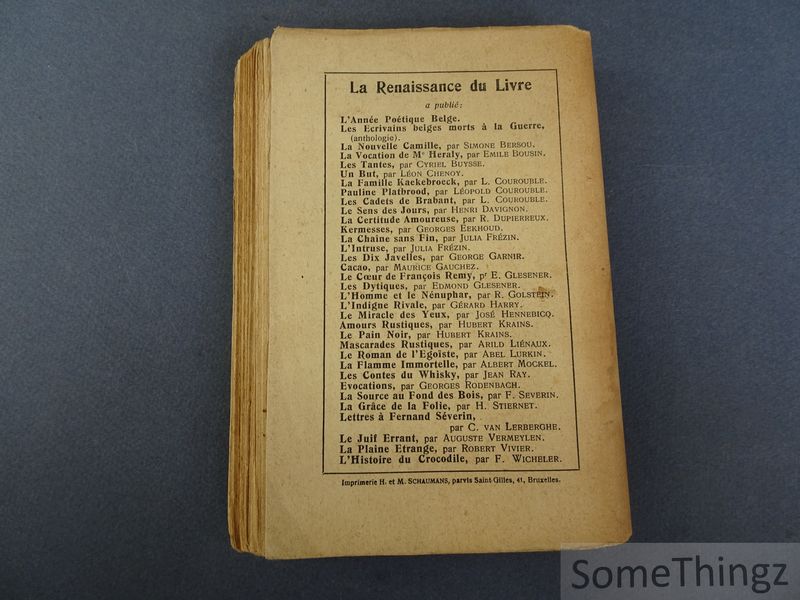 La Renaissance du Livre
a publié:
L'Année Poétique Belge.
Les Ecrivains belges morts à la Guerre,
(anthologie).
La Nouvelle Camille, par SIMONE BERSOU.
La Vocation de Me Heraly, par EMILE BOUSIN.
Les Tantes, par CYRIEL BUYSSE.
Un But, par LÉON CHENOY.
La Famille Kaekebroeck, par L. COUROUBLE.
Pauline Platbrood, par LÉOPOLD COUROUBLE.
Les Cadets de Brabant, par L. COUROUBLE.
Le Sens des Jours, par HENRI DAVIGNON.
La Certitude Amoureuse, par R. DUPIERREUX.
Kermesses, par GEORGES EEKHOUD.
La Chaine sans Fin, par JULIA FRÉZIN.
L'Intruse, par JULIA FRÉZIN.
Les Dix Javelles, par GEORGE GARNIR.
Cacao, par MAURICE GAUCHEZ.
Le Cœur de François Remy, pr E. GLESENER.
Les Dytiques, par EDMOND GLESENER.
L'Homme et le Nénuphar, par R. GOLSTEIN.
L'Indigne Rivale, par GÉRARD HARRY.
Le Miracle des Yeux, par JOSÉ HENNEBICQ.
Amours Rustiques, par HUBERT KRAINS.
Le Pain Noir, par HUBERT KRAINS.
Mascarades Rustiques, par ARILD LIÉNAUX.
Le Roman de l'Egoïste, par ABEL LURKIN.
La Flamme Immortelle, par ALBERT MOCKEL.
Les Contes du Whisky, par JEAN RAY.
Evocations, par GEORGES RODENBACH.
La Source au Fond des Bois, par F. SEVERIN.
La Grâce de la Folie, par H. STIERNET.
Lettres à Fernand Séverin,
par C. VAN LERBERGHE.
Le Juif Errant, par AUGUSTE VERMEYLEN.
La Plaine Etrange, par ROBERT VIVIER.
L'Histoire du Crocodile, par F. WICHELER.
Imprimerie H. et M. SCHAUMANS, parvis Saint Gilles, 41, Bruxelles.
SomeThingz